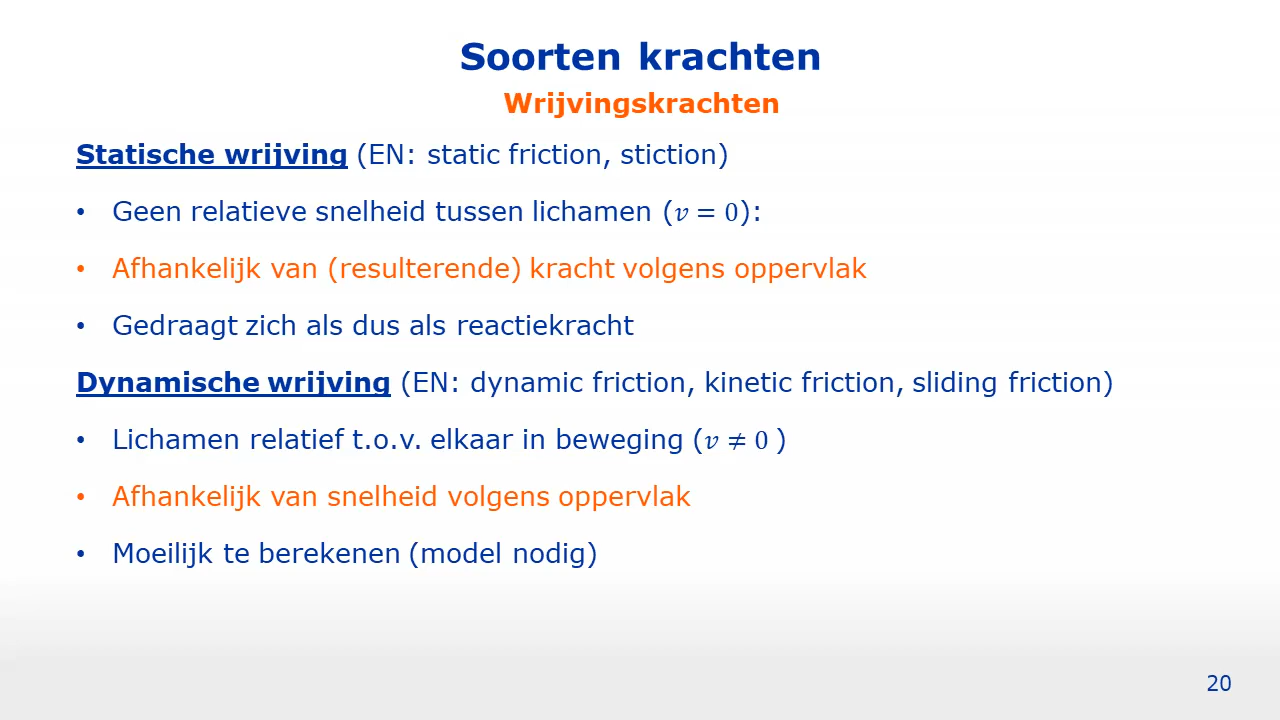 Soorten krachten
Wrijvingskrachten
Statische wrijving (EN: static friction, stiction)
• Geen relatieve snelheid tussen lichamen (𝑣 = 0):
• Afhankelijk van (resulterende) kracht volgens oppervlak
• Gedraagt zich als dus als reactiekracht
Dynamische wrijving (EN: dynamic friction, kinetic friction, sliding friction)
• Lichamen relatief t.o.v. elkaar in beweging (𝑣 ≠ 0 )
• Afhankelijk van snelheid volgens oppervlak
• Moeilijk te berekenen (model nodig)
20